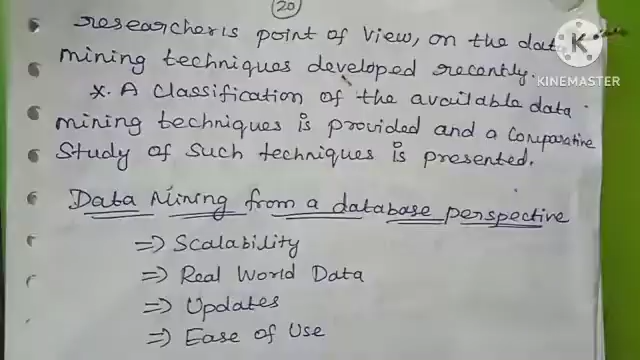 20
researcher's point of view, on the dat
mining techniques developed recently.
x. A classification of the available data
mining techniques is provided and a comparative
study of such techniques is presented.
Data Mining from a database perspective
=> Scalability
=> Real World Data
=> Updates
=> Ease of Use
K
KINEMASTER